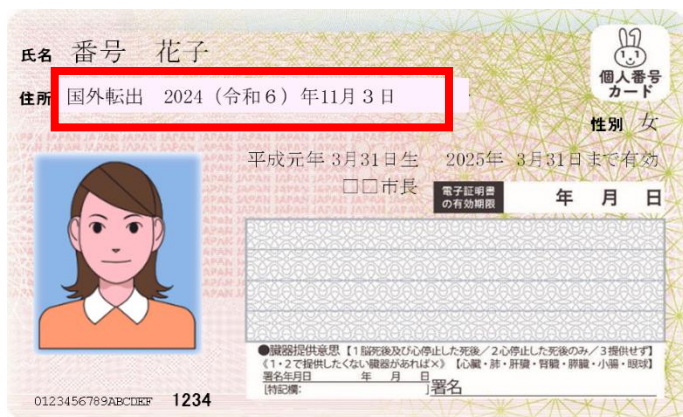 氏名 番号 花子
個人番号
カード
住所 国外転出 2024（令和６）年11月３日
性別 女
平成元年 3月31日生 2025年 3月31日まで有効
□□市長
電子証明書
の有効期限 年 月 日
●臓器提供意思【1脳死後及び心停止した死後／2心停止した死後のみ／3提供せず】
《1・2で提供したくない臓器があれば×》【心臓・肺・肝臓・腎臓・膵臓・小腸・眼球】
署名年月日 年 月 日
[特記欄: ]署名
0123456789ABCDEF 1234